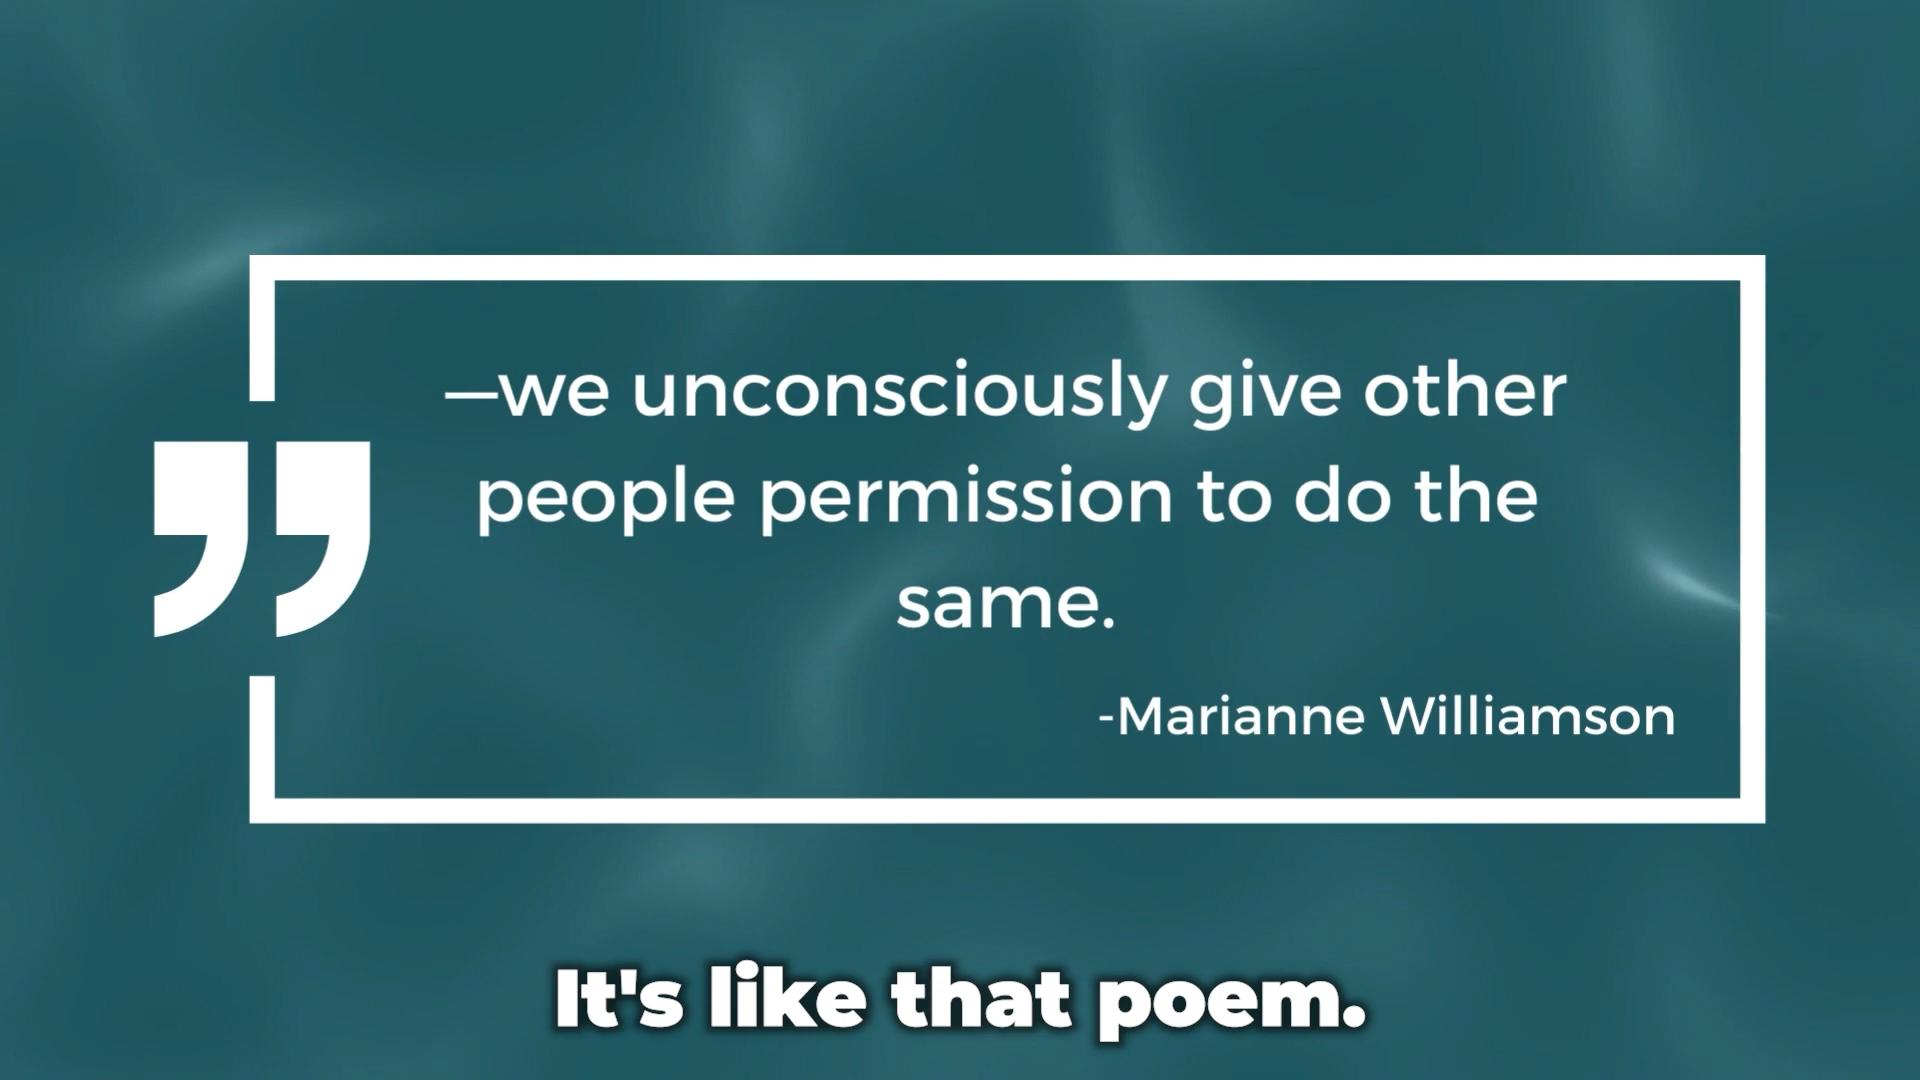 —we unconsciously give other
people permission to do the
same.
-Marianne Williamson
It's like that poem.